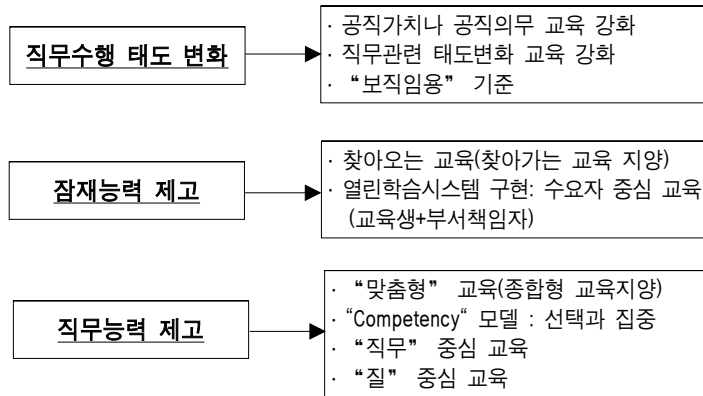 직무수행 태도 변화
· 공직가치나 공직의무 교육 강화
· 직무관련 태도변화 교육 강화
· “보직임용” 기준
잠재능력 제고
· 찾아오는 교육(찾아가는 교육 지양)
· 열린학슴시스템 구현: 수요자 중심 교육
(교육생+부서책임자)
직무능력 제고
· “맞춤형” 교육(종합형 교육지양)
· “Competency“ 모델 : 선택과 집중
· “직무” 중심 교육
· “질” 중심 교육